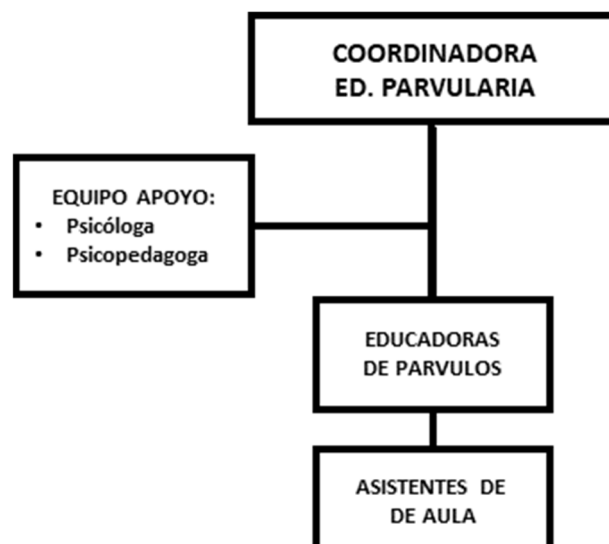 COORDINADORA
ED. PARVULARIA
EQUIPO APOYO:
• Psicóloga
• Psicopedagoga
EDUCADORAS
DE PARVULOS
ASISTENTES DE
DE AULA